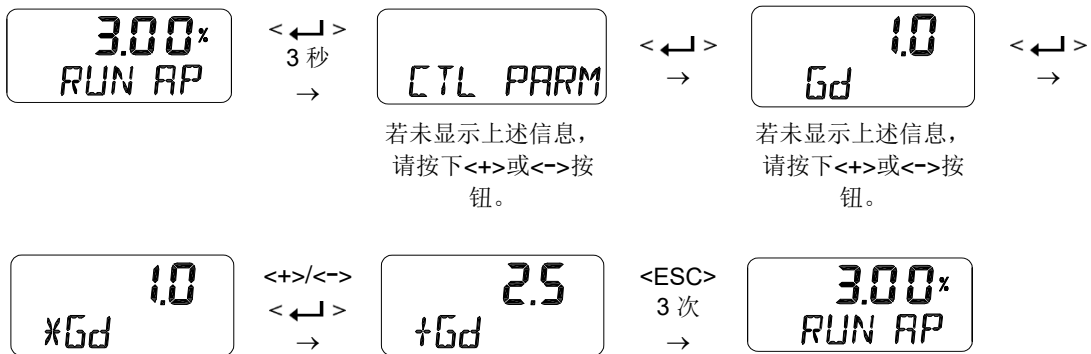 3.00%
RUN AP
< ↵ >
3 秒
→
CTL PARM
若未显示上述信息，
请按下<+>或<->按
钮。
< ↵ >
→
1.0
Gd
若未显示上述信息，
请按下<+>或<->按
钮。
< ↵ >
→
1.0
*Gd
<+>/<->
< ↵ >
→
2.5
+Gd
<ESC>
3 次
→
3.00%
RUN AP